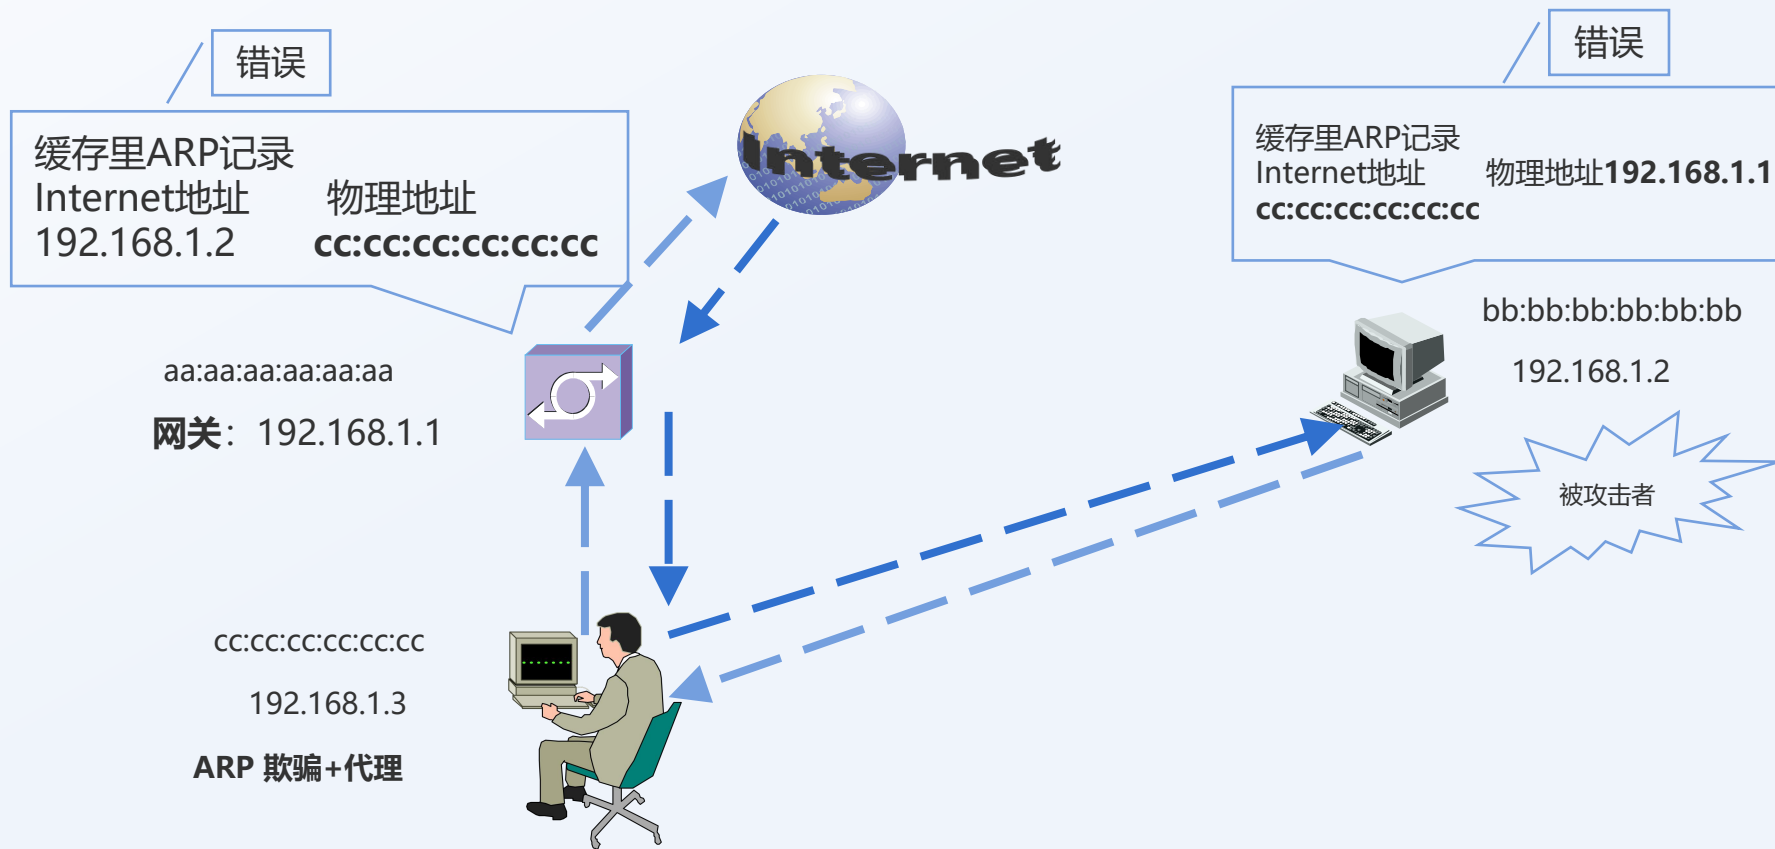 错误
缓存里ARP记录
Internet地址 物理地址
192.168.1.2 cc:cc:cc:cc:cc:cc
Internet
错误
缓存里ARP记录
Internet地址 物理地址192.168.1.1
cc:cc:cc:cc:cc:cc
bb:bb:bb:bb:bb:bb
192.168.1.2
被攻击者
aa:aa:aa:aa:aa:aa
网关：192.168.1.1
cc:cc:cc:cc:cc:cc
192.168.1.3
ARP 欺骗+代理